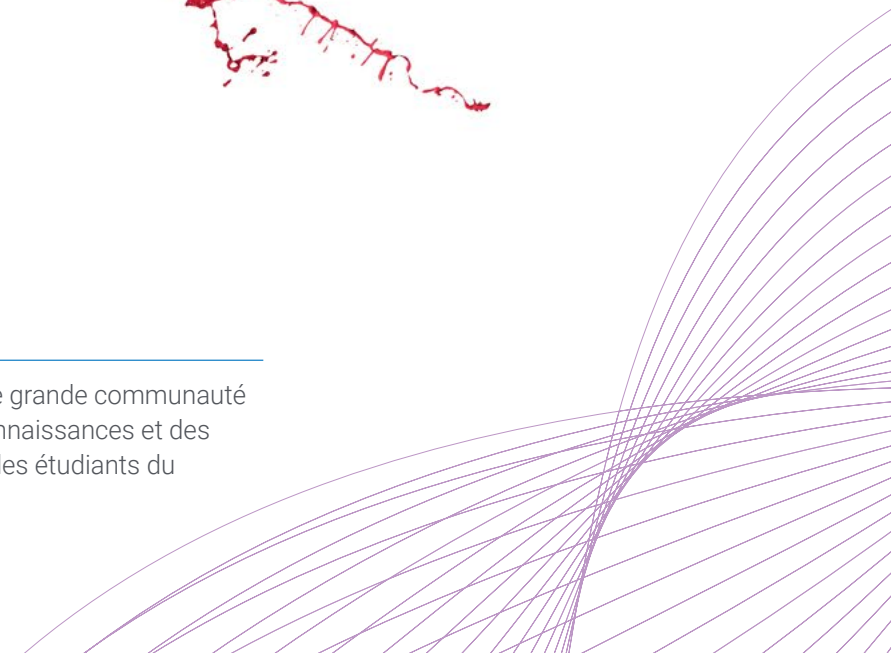 grande communauté
nnaissances et des
les étudiants du